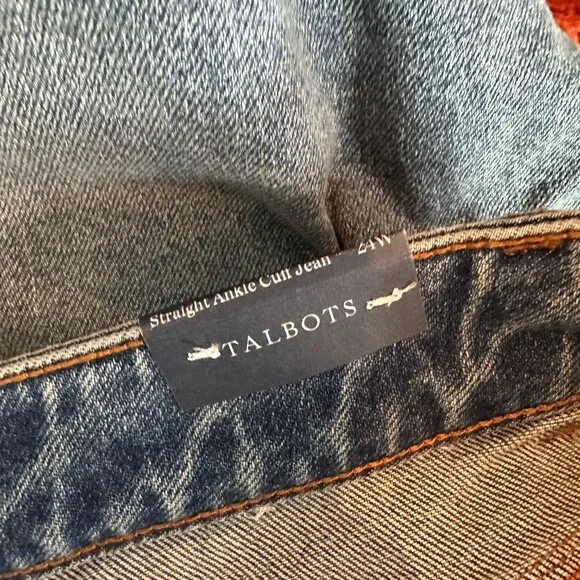 Straight Ankle Cuff Jean 24W
TALBOTS